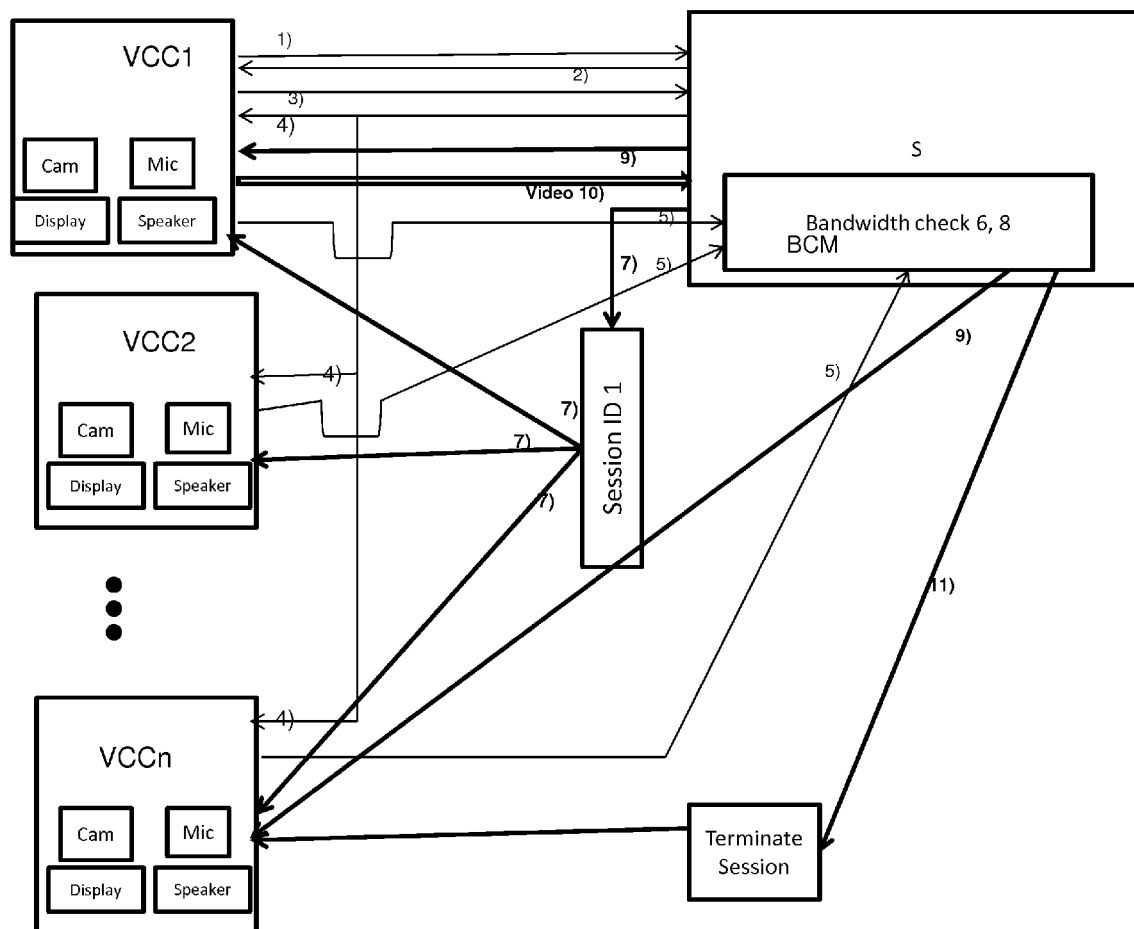 VCC1
Cam
Mic
Display
Speaker
1)
2)
3)
4)
9)
Video 10)
5)
S
Bandwidth check 6, 8
BCM
7)
5)
VCC2
4)
Cam
Mic
Display
Speaker
7)
7)
7)
Session ID 1
9)
5)
11)
VCCn
4)
Cam
Mic
Display
Speaker
Terminate
Session